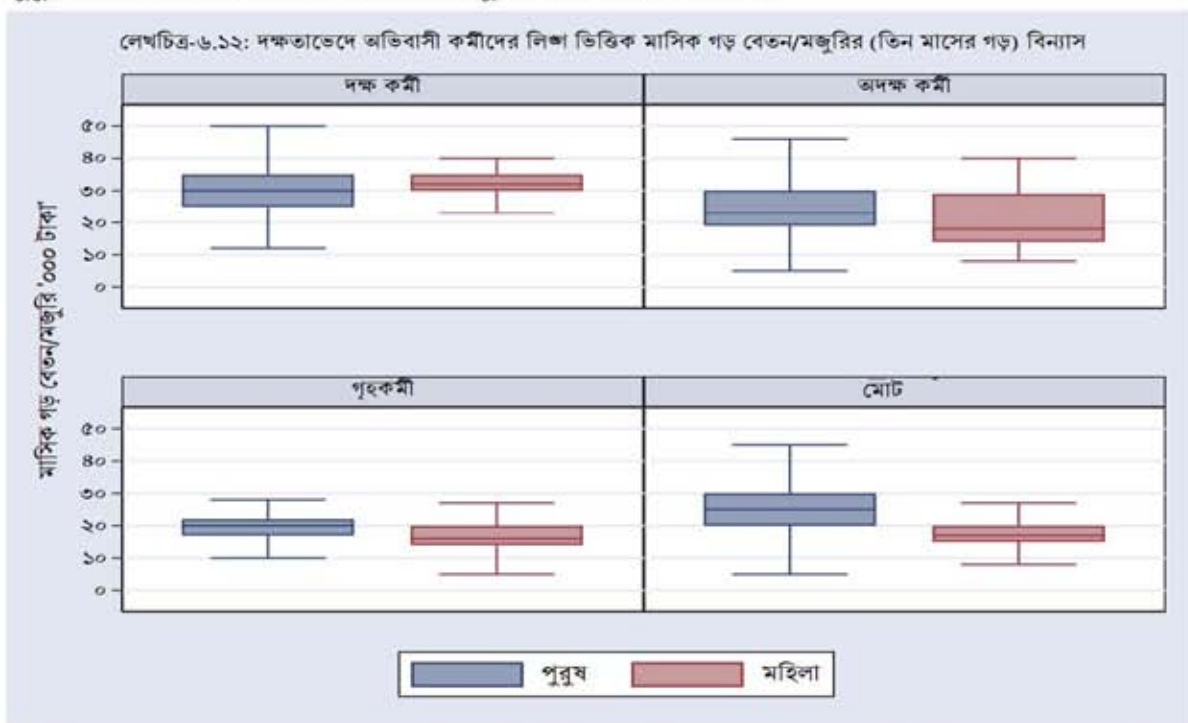 লেখচিত্র-৬.১২: দক্ষতাভেদে অভিবাসী কর্মীদের লিঙ্গ ভিত্তিক মাসিক গড় বেতন/মজুরির (তিন মাসের গড়) বিন্যাস
মাসিক গড় বেতন/মজুরি '০০০ টাকা'
দক্ষ কর্মী
অদক্ষ কর্মী
৫০
৪০
৩০
২০
১০
০
গৃহকর্মী
মোট
৫০
৪০
৩০
২০
১০
০
পুরুষ
মহিলা